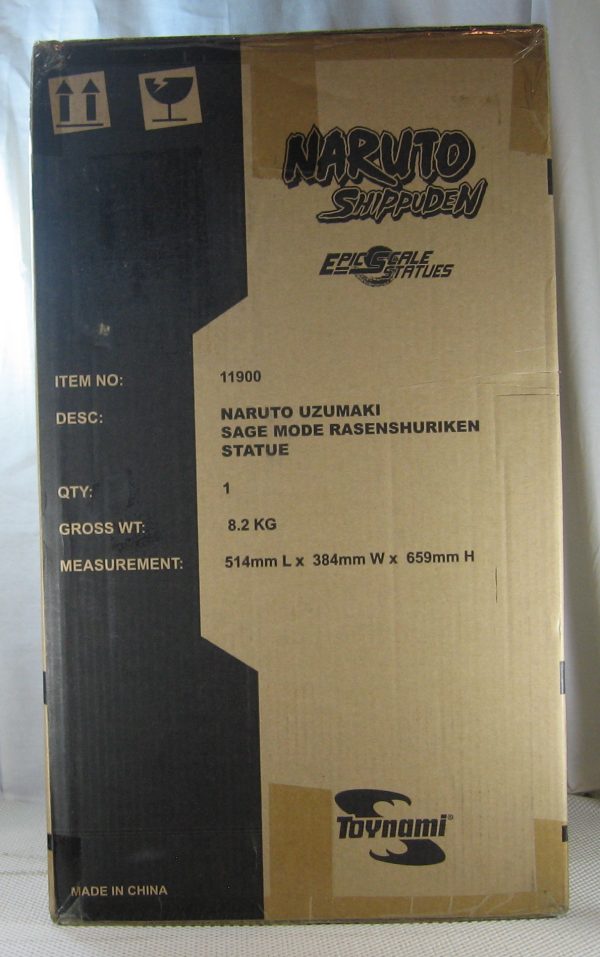 NARUTO
SHIPPUDEN
EPIC SCALE
STATUES
ITEM NO: 11900
DESC: NARUTO UZUMAKI
SAGE MODE RASENSHURIKEN
STATUE
QTY: 1
GROSS WT: 8.2 KG
MEASUREMENT: 514mm L x 384mm W x 659mm H
Toynami®
MADE IN CHINA